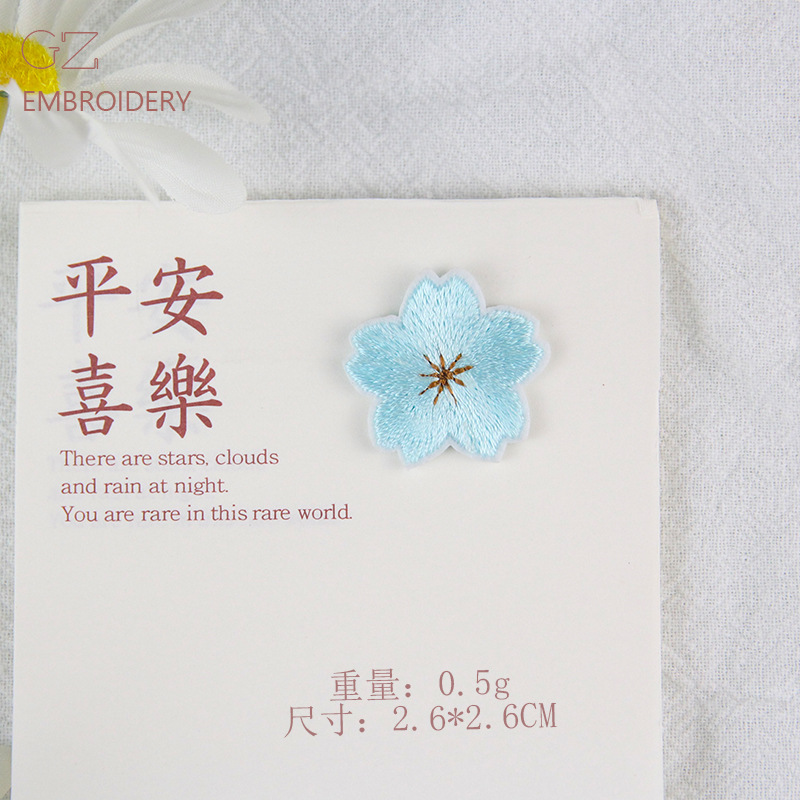 GZ
EMBROIDERY
平安
喜樂
There are stars, clouds
and rain at night.
You are rare in this rare world.
重量：0.5g
尺寸：2.6*2.6CM